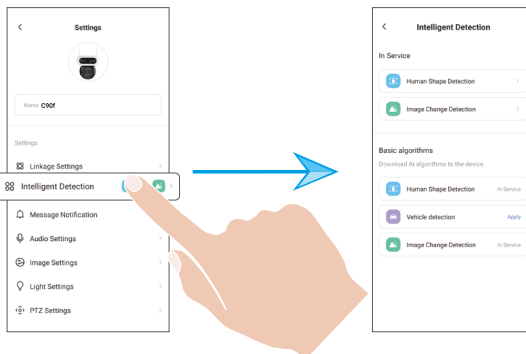 Settings
Name C90f
Settings
Linkage Settings
Intelligent Detection
Message Notification
Audio Settings
Image Settings
Light Settings
PTZ Settings
Intelligent Detection
In Service
Human Shape Detection
Image Change Detection
Basic algorithms
Download AI algorithms to the device.
Human Shape Detection In Service
Vehicle detection Apply
Image Change Detection In Service